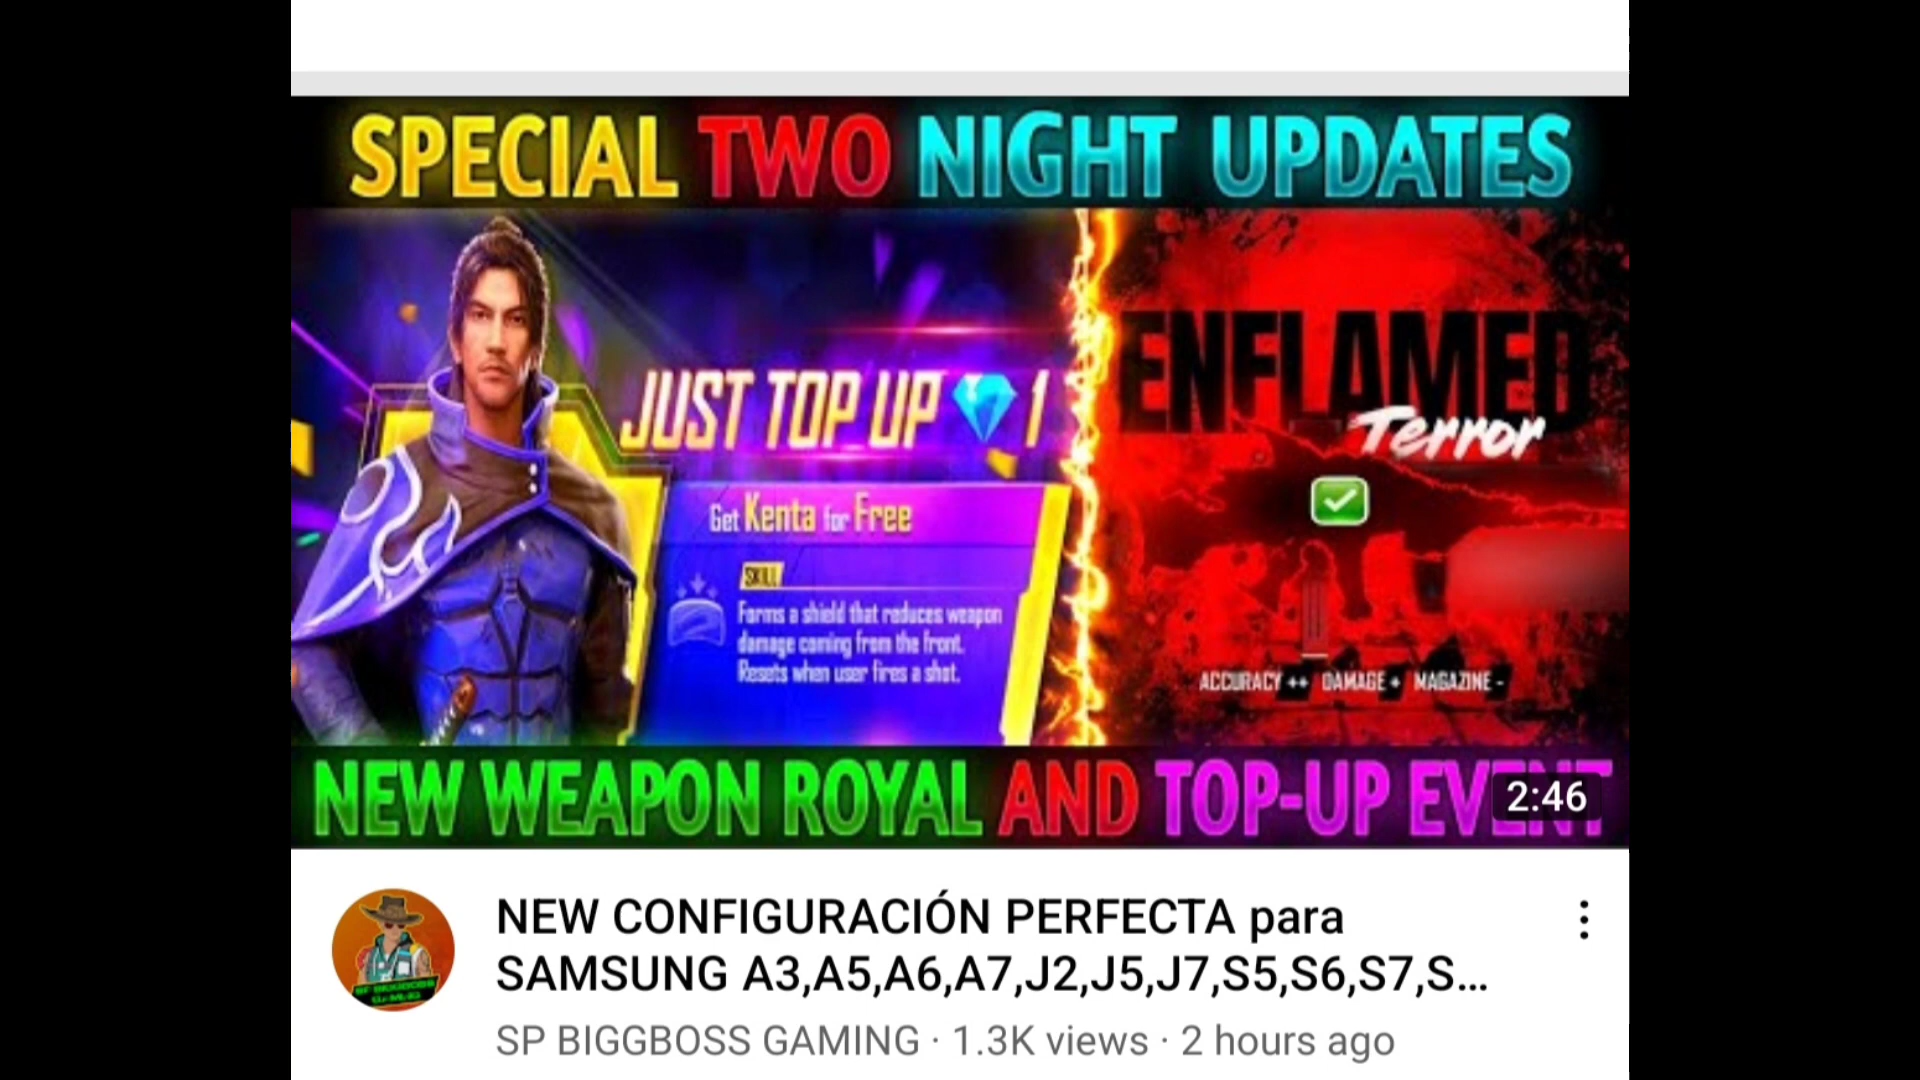 SPECIAL TWO NIGHT UPDATES
JUST TOP UP 1
Get Kenta for Free
SKILL
Forms a shield that reduces weapon
damage coming from the front.
Resets when user fires a shot.
ENFLAMED
Terror
ACCURACY ++ DAMAGE + MAGAZINE -
NEW WEAPON ROYAL AND TOP-UP EVENT
2:46
NEW CONFIGURACIÓN PERFECTA para
SAMSUNG A3,A5,A6,A7,J2,J5,J7,S5,S6,S7,S...
SP BIGGBOSS GAMING · 1.3K views · 2 hours ago